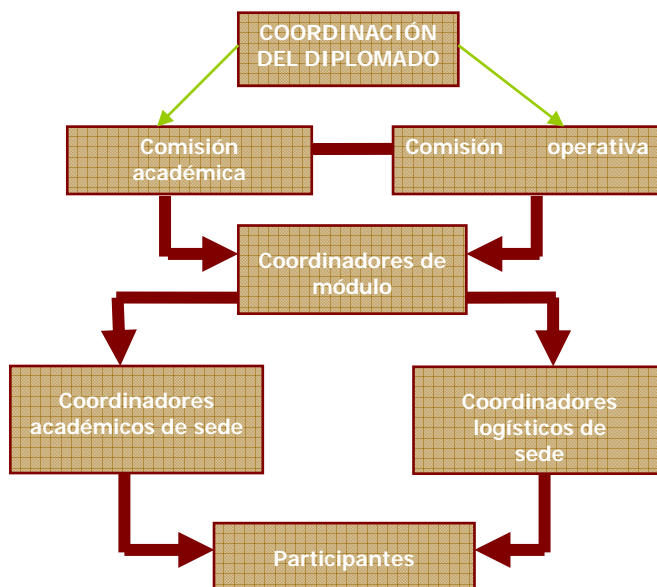 COORDINACIÓN
DEL DIPLOMADO
Comisión
académica
Comisión operativa
Coordinadores de
módulo
Coordinadores
académicos de sede
Coordinadores
logísticos de
sede
Participantes